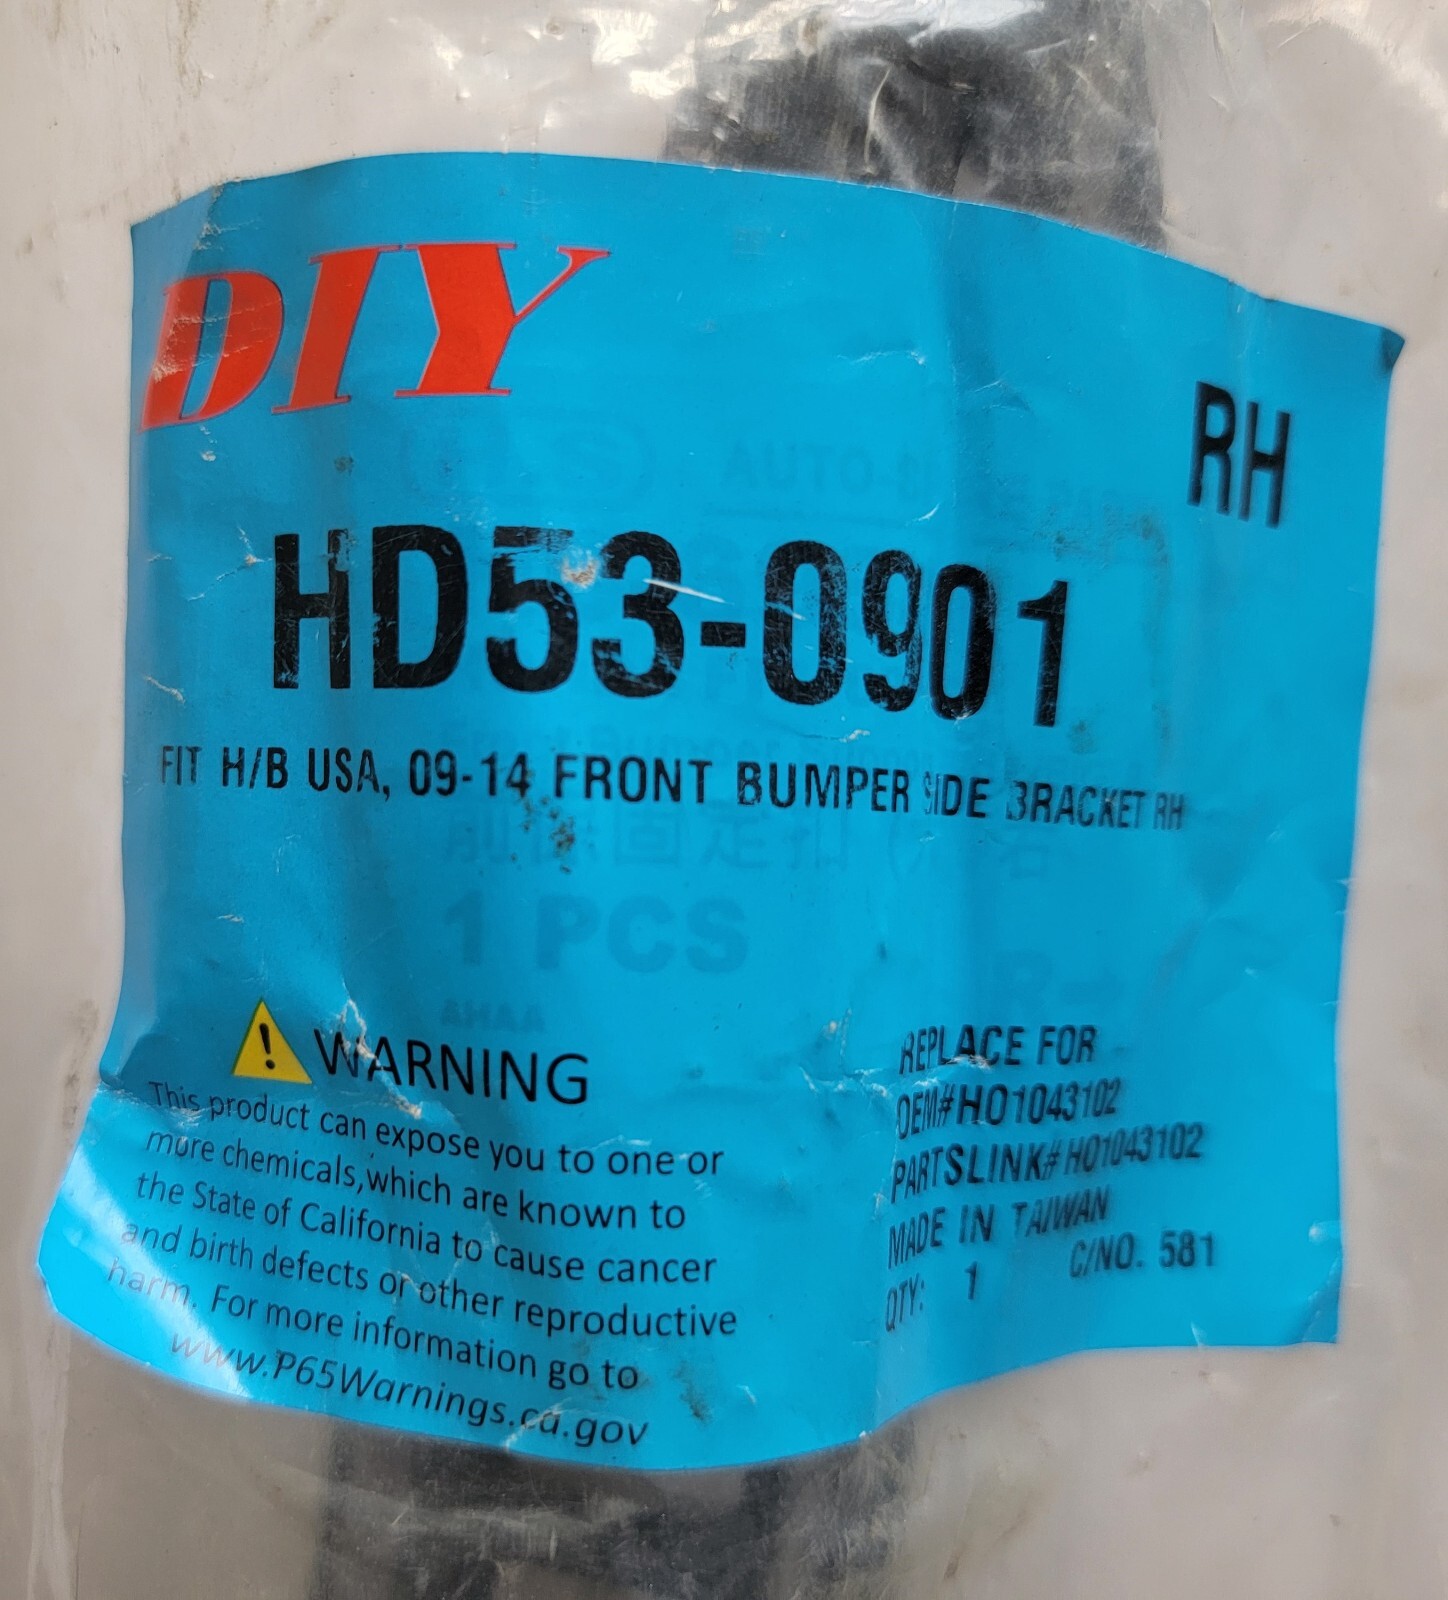 DIY
RH
HD53-0901
FIT H/B USA, 09-14 FRONT BUMPER SIDE BRACKET RH
1 PCS
AHAA
R→
WARNING
This product can expose you to one or
more chemicals,which are known to
the State of California to cause cancer
and birth defects or other reproductive
harm. For more information go to
www.P65Warnings.ca.gov
REPLACE FOR
OEM#HO1043102
PARTSLINK#HO1043102
MADE IN TAIWAN
QTY: 1 C/NO. 581